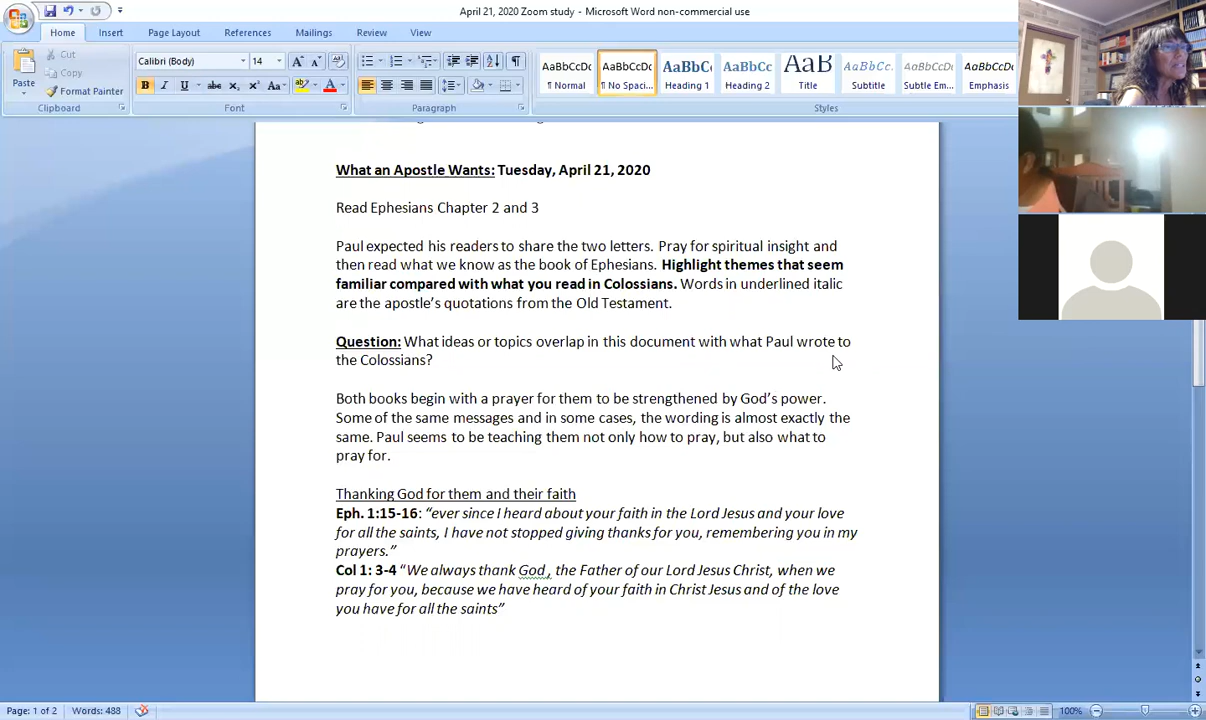 April 21, 2020 Zoom study - Microsoft Word non-commercial use
Home Insert Page Layout References Mailings Review View
Cut
Copy
Format Painter
Paste
Clipboard
Calibri (Body) 14
Font
Paragraph
AaBbCcDc AaBbCcDc AaBbCc AaBbCc AaB AaBbCcDc AaBbCcDc AaBbCcDc
¶ Normal ¶ No Spaci... Heading 1 Heading 2 Title Subtitle Subtle Em... Emphasis
Styles
What an Apostle Wants: Tuesday, April 21, 2020
Read Ephesians Chapter 2 and 3
Paul expected his readers to share the two letters. Pray for spiritual insight and
then read what we know as the book of Ephesians. Highlight themes that seem
familiar compared with what you read in Colossians. Words in underlined italic
are the apostle's quotations from the Old Testament.
Question: What ideas or topics overlap in this document with what Paul wrote to
the Colossians?
Both books begin with a prayer for them to be strengthened by God's power.
Some of the same messages and in some cases, the wording is almost exactly the
same. Paul seems to be teaching them not only how to pray, but also what to
pray for.
Thanking God for them and their faith
Eph. 1:15-16: "ever since I heard about your faith in the Lord Jesus and your love
for all the saints, I have not stopped giving thanks for you, remembering you in my
prayers."
Col 1: 3-4 "We always thank God , the Father of our Lord Jesus Christ, when we
pray for you, because we have heard of your faith in Christ Jesus and of the love
you have for all the saints"
Page: 1 of 2 Words: 488 100%